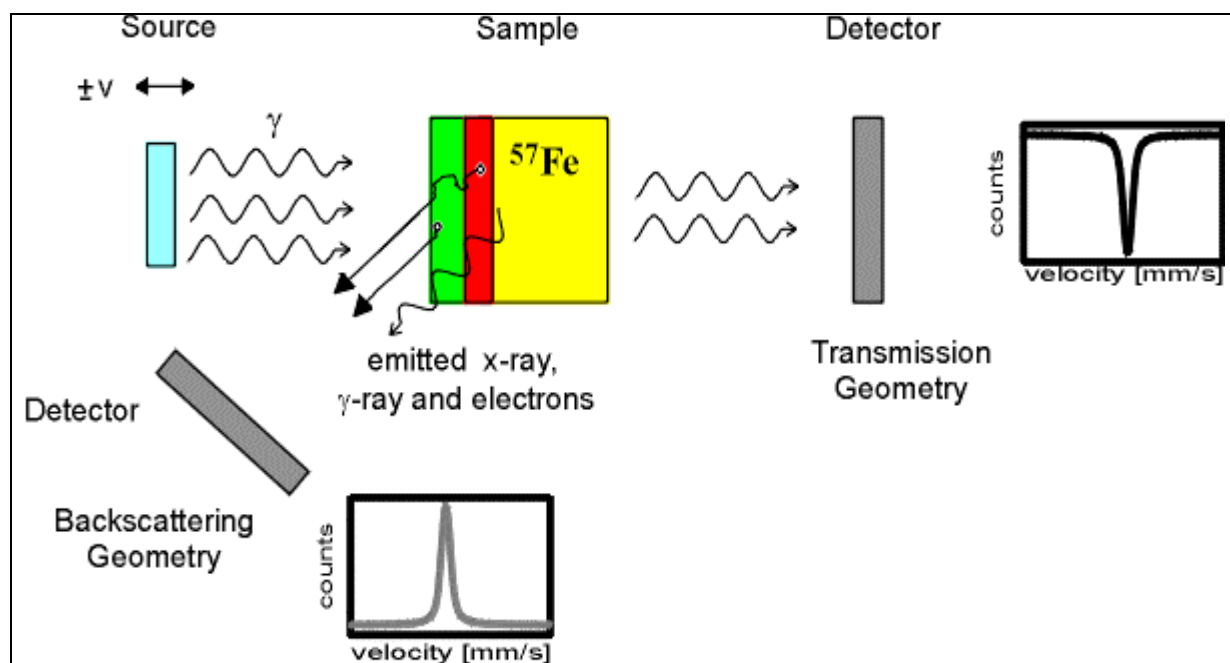 Source
Sample
Detector
±v
γ
⁵⁷Fe
counts
velocity [mm/s]
emitted x-ray,
γ-ray and electrons
Transmission
Geometry
Detector
Backscattering
Geometry
counts
velocity [mm/s]